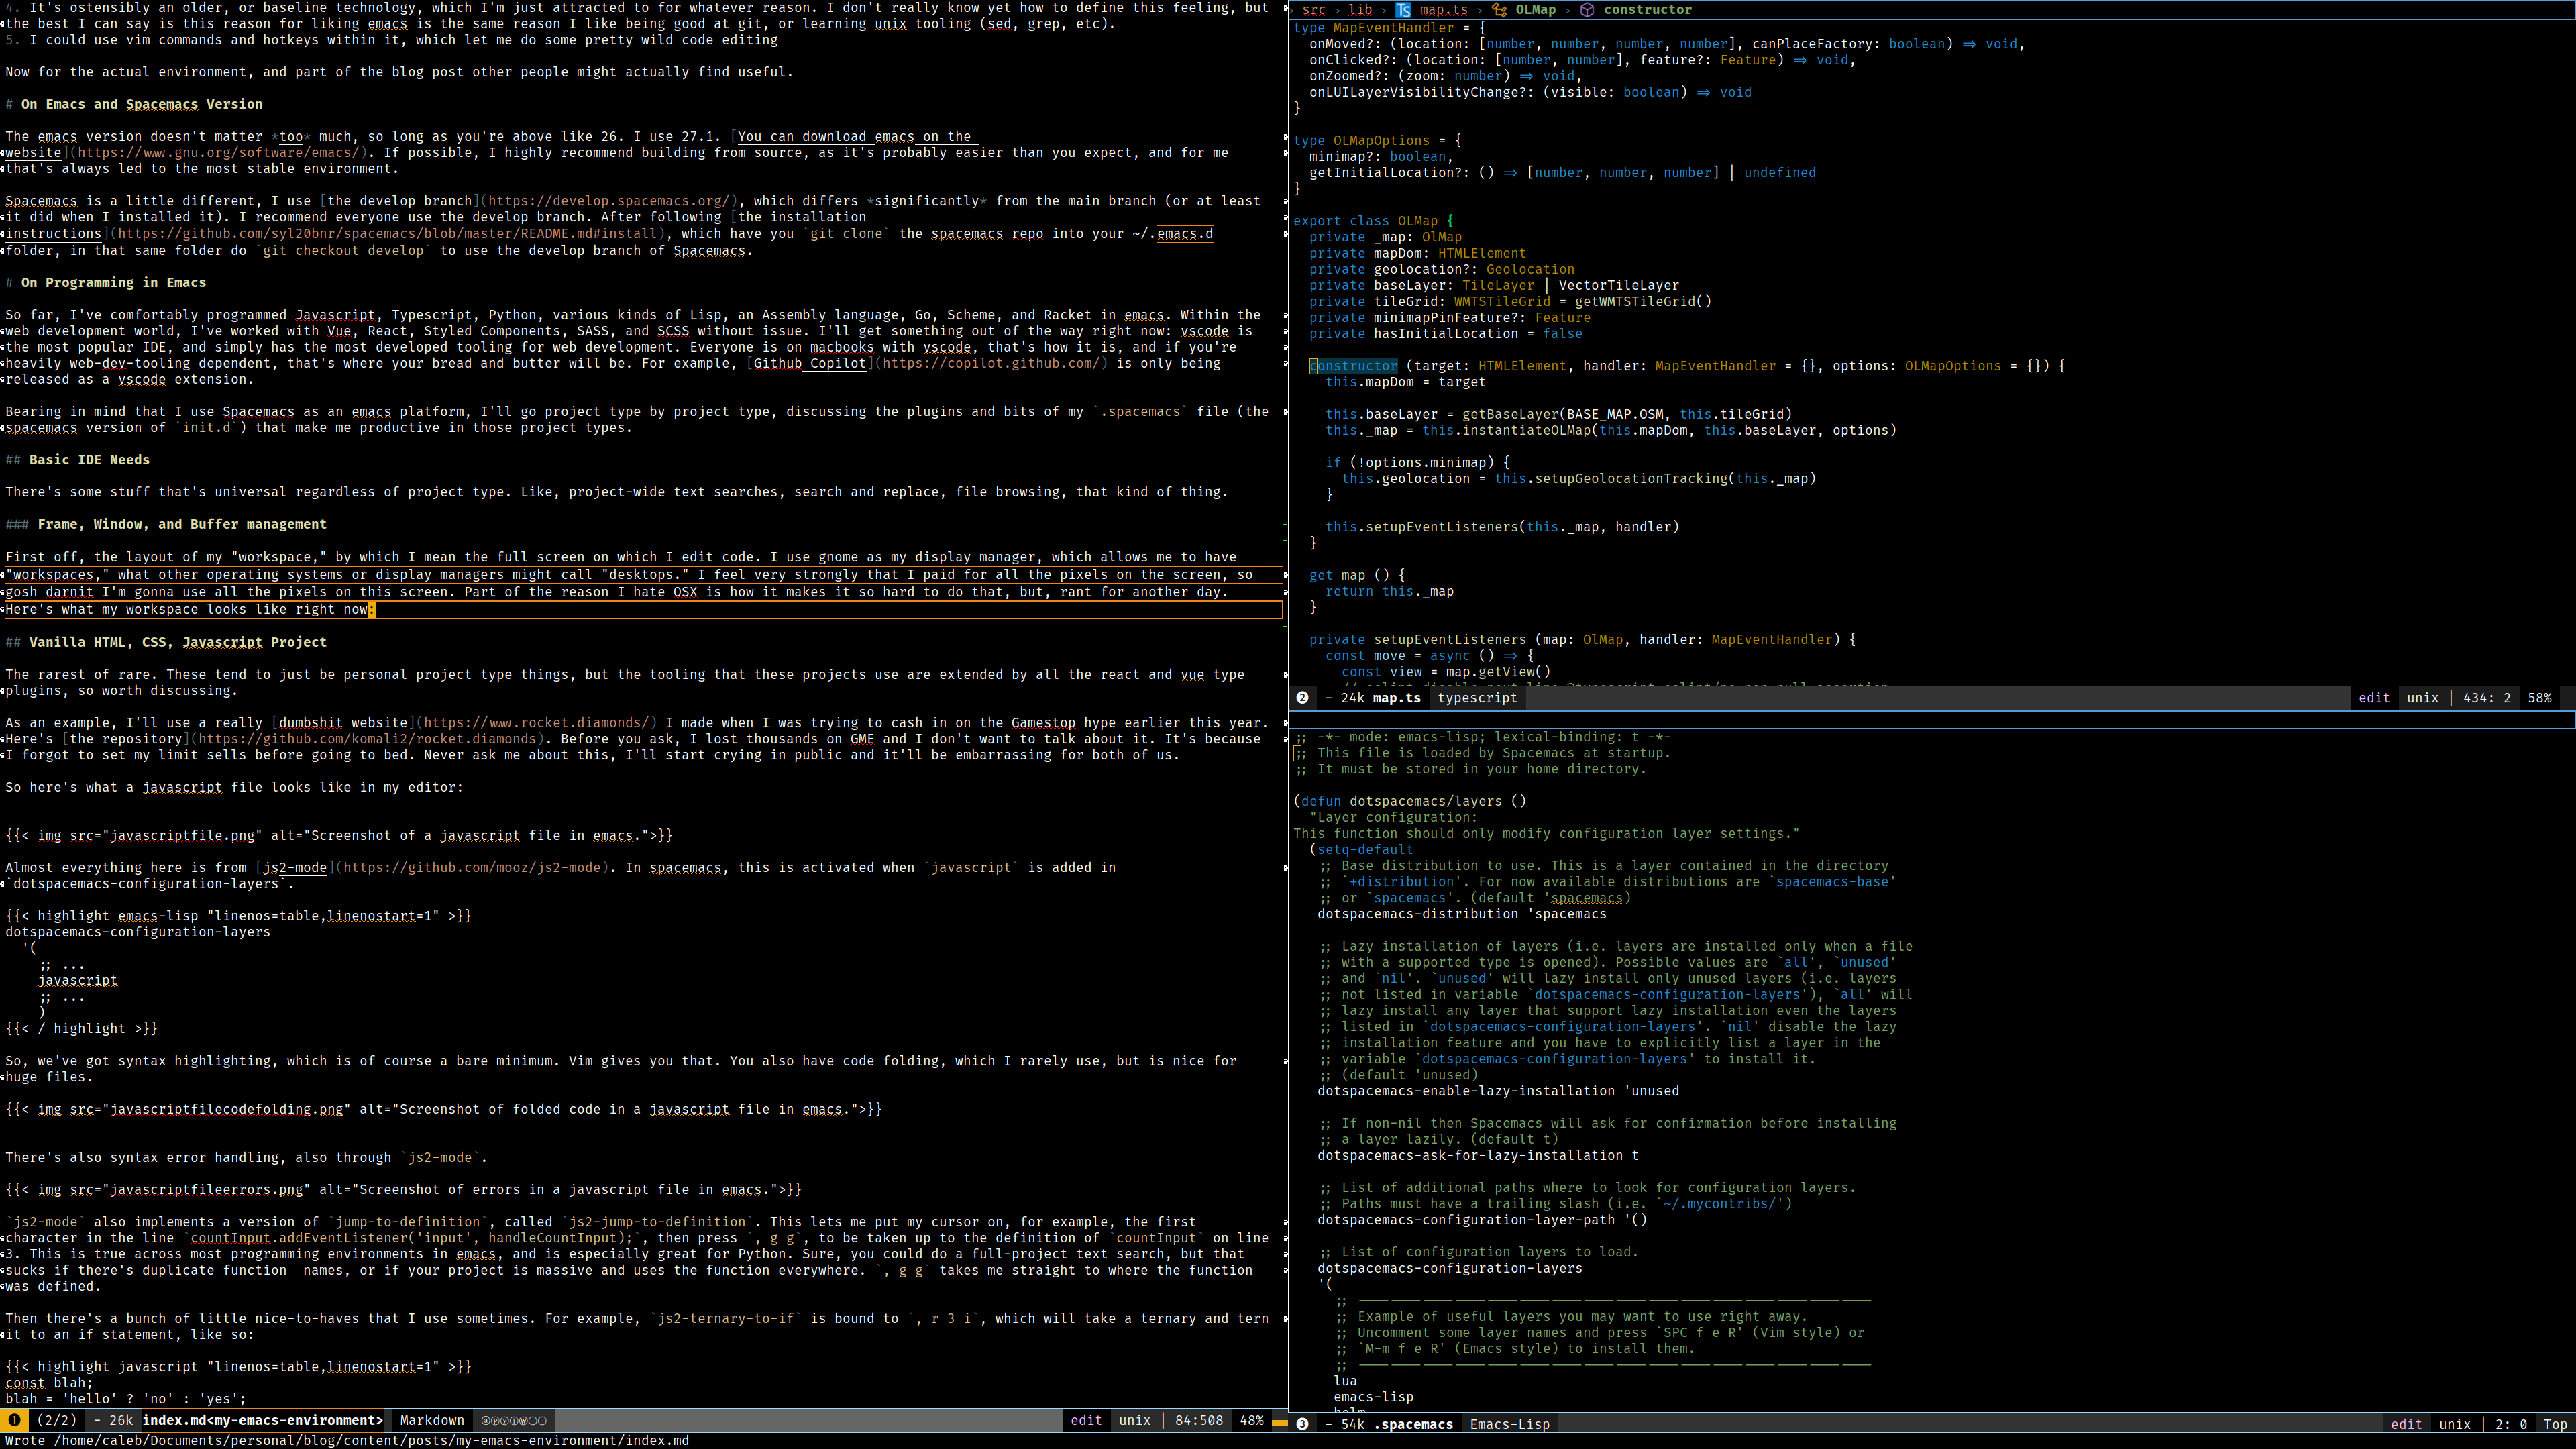 4. It's ostensibly an older, or baseline technology, which I'm just attracted to for whatever reason. I don't really know yet how to define this feeling, but
the best I can say is this reason for liking emacs is the same reason I like being good at git, or learning unix tooling (sed, grep, etc).
5. I could use vim commands and hotkeys within it, which let me do some pretty wild code editing
Now for the actual environment, and part of the blog post other people might actually find useful.
# On Emacs and Spacemacs Version
The emacs version doesn't matter *too* much, so long as you're above like 26. I use 27.1. [You can download emacs on the
website](https://www.gnu.org/software/emacs/). If possible, I highly recommend building from source, as it's probably easier than you expect, and for me
that's always led to the most stable environment.
Spacemacs is a little different, I use [the develop branch](https://develop.spacemacs.org/), which differs *significantly* from the main branch (or at least
it did when I installed it). I recommend everyone use the develop branch. After following [the installation
instructions](https://github.com/syl20bnr/spacemacs/blob/master/README.md#install), which have you `git clone` the spacemacs repo into your ~/.emacs.d
folder, in that same folder do `git checkout develop` to use the develop branch of Spacemacs.
# On Programming in Emacs
So far, I've comfortably programmed Javascript, Typescript, Python, various kinds of Lisp, an Assembly language, Go, Scheme, and Racket in emacs. Within the
web development world, I've worked with Vue, React, Styled Components, SASS, and SCSS without issue. I'll get something out of the way right now: vscode is
the most popular IDE, and simply has the most developed tooling for web development. Everyone is on macbooks with vscode, that's how it is, and if you're
heavily web-dev-tooling dependent, that's where your bread and butter will be. For example, [Github Copilot](https://copilot.github.com/) is only being
released as a vscode extension.
Bearing in mind that I use Spacemacs as an emacs platform, I'll go project type by project type, discussing the plugins and bits of my `.spacemacs` file (the
spacemacs version of `init.d`) that make me productive in those project types.
## Basic IDE Needs
There's some stuff that's universal regardless of project type. Like, project-wide text searches, search and replace, file browsing, that kind of thing.
### Frame, Window, and Buffer management
First off, the layout of my "workspace," by which I mean the full screen on which I edit code. I use gnome as my display manager, which allows me to have
"workspaces," what other operating systems or display managers might call "desktops." I feel very strongly that I paid for all the pixels on the screen, so
gosh darnit I'm gonna use all the pixels on this screen. Part of the reason I hate OSX is how it makes it so hard to do that, but, rant for another day.
Here's what my workspace looks like right now:
## Vanilla HTML, CSS, Javascript Project
The rarest of rare. These tend to just be personal project type things, but the tooling that these projects use are extended by all the react and vue type
plugins, so worth discussing.
As an example, I'll use a really [dumbshit website](https://www.rocket.diamonds/) I made when I was trying to cash in on the Gamestop hype earlier this year.
Here's [the repository](https://github.com/komali2/rocket.diamonds). Before you ask, I lost thousands on GME and I don't want to talk about it. It's because
I forgot to set my limit sells before going to bed. Never ask me about this, I'll start crying in public and it'll be embarrassing for both of us.
So here's what a javascript file looks like in my editor:
{{< img src="javascriptfile.png" alt="Screenshot of a javascript file in emacs.">}}
Almost everything here is from [js2-mode](https://github.com/mooz/js2-mode). In spacemacs, this is activated when `javascript` is added in
`dotspacemacs-configuration-layers`.
{{< highlight emacs-lisp "linenos=table,linenostart=1" >}}
dotspacemacs-configuration-layers
'(
;; ...
javascript
;; ...
)
{{< / highlight >}}
So, we've got syntax highlighting, which is of course a bare minimum. Vim gives you that. You also have code folding, which I rarely use, but is nice for
huge files.
{{< img src="javascriptfilecodefolding.png" alt="Screenshot of folded code in a javascript file in emacs.">}}
There's also syntax error handling, also through `js2-mode`.
{{< img src="javascriptfileerrors.png" alt="Screenshot of errors in a javascript file in emacs.">}}
`js2-mode` also implements a version of `jump-to-definition`, called `js2-jump-to-definition`. This lets me put my cursor on, for example, the first
character in the line `countInput.addEventListener('input', handleCountInput);`, then press `, g g`, to be taken up to the definition of `countInput` on line
3. This is true across most programming environments in emacs, and is especially great for Python. Sure, you could do a full-project text search, but that
sucks if there's duplicate function  names, or if your project is massive and uses the function everywhere. `, g g` takes me straight to where the function
was defined.
Then there's a bunch of little nice-to-haves that I use sometimes. For example, `js2-ternary-to-if` is bound to `, r 3 i`, which will take a ternary and tern
it to an if statement, like so:
{{< highlight javascript "linenos=table,linenostart=1" >}}
const blah;
blah = 'hello' ? 'no' : 'yes';
❶ (2/2) - 26k index.md<my-emacs-environment> Markdown ⓐⓟⓨⓘⓦ○○ edit unix | 84:508 48%
Wrote /home/caleb/Documents/personal/blog/content/posts/my-emacs-environment/index.md
> src > lib > TS map.ts > OLMap > constructor
type MapEventHandler = {
onMoved?: (location: [number, number, number, number], canPlaceFactory: boolean) => void,
onClicked?: (location: [number, number], feature?: Feature) => void,
onZoomed?: (zoom: number) => void,
onLUILayerVisibilityChange?: (visible: boolean) => void
}
type OLMapOptions = {
minimap?: boolean,
getInitialLocation?: () => [number, number, number] | undefined
}
export class OLMap {
private _map: OlMap
private mapDom: HTMLElement
private geolocation?: Geolocation
private baseLayer: TileLayer | VectorTileLayer
private tileGrid: WMTSTileGrid = getWMTSTileGrid()
private minimapPinFeature?: Feature
private hasInitialLocation = false
constructor (target: HTMLElement, handler: MapEventHandler = {}, options: OLMapOptions = {}) {
this.mapDom = target
this.baseLayer = getBaseLayer(BASE_MAP.OSM, this.tileGrid)
this._map = this.instantiateOLMap(this.mapDom, this.baseLayer, options)
if (!options.minimap) {
this.geolocation = this.setupGeolocationTracking(this._map)
}
this.setupEventListeners(this._map, handler)
}
get map () {
return this._map
}
private setupEventListeners (map: OlMap, handler: MapEventHandler) {
const move = async () => {
const view = map.getView()
❷ - 24k map.ts typescript edit unix | 434: 2 58%
;; -*- mode: emacs-lisp; lexical-binding: t -*-
;; This file is loaded by Spacemacs at startup.
;; It must be stored in your home directory.
(defun dotspacemacs/layers ()
"Layer configuration:
This function should only modify configuration layer settings."
(setq-default
;; Base distribution to use. This is a layer contained in the directory
;; `+distribution'. For now available distributions are `spacemacs-base'
;; or `spacemacs'. (default 'spacemacs)
dotspacemacs-distribution 'spacemacs
;; Lazy installation of layers (i.e. layers are installed only when a file
;; with a supported type is opened). Possible values are `all', `unused'
;; and `nil'. `unused' will lazy install only unused layers (i.e. layers
;; not listed in variable `dotspacemacs-configuration-layers'), `all' will
;; lazy install any layer that support lazy installation even the layers
;; listed in `dotspacemacs-configuration-layers'. `nil' disable the lazy
;; installation feature and you have to explicitly list a layer in the
;; variable `dotspacemacs-configuration-layers' to install it.
;; (default 'unused)
dotspacemacs-enable-lazy-installation 'unused
;; If non-nil then Spacemacs will ask for confirmation before installing
;; a layer lazily. (default t)
dotspacemacs-ask-for-lazy-installation t
;; List of additional paths where to look for configuration layers.
;; Paths must have a trailing slash (i.e. `~/.mycontribs/')
dotspacemacs-configuration-layer-path '()
;; List of configuration layers to load.
dotspacemacs-configuration-layers
'(
;; ----------------------------------------------------------------
;; Example of useful layers you may want to use right away.
;; Uncomment some layer names and press `SPC f e R' (Vim style) or
;; `M-m f e R' (Emacs style) to install them.
;; ----------------------------------------------------------------
lua
emacs-lisp
❸ - 54k .spacemacs Emacs-Lisp edit unix | 2: 0 Top